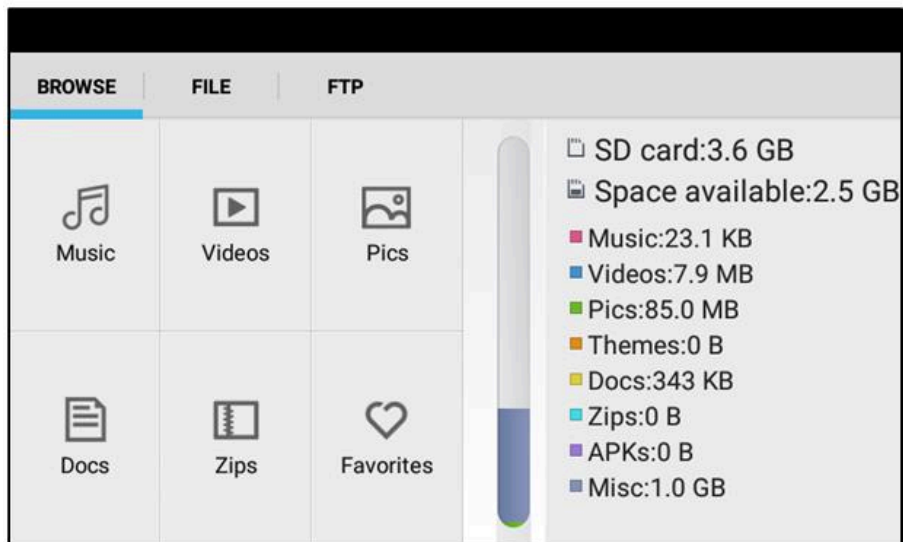 BROWSE FILE FTP
Music Videos Pics
Docs Zips Favorites
SD card:3.6 GB
Space available:2.5 GB
Music:23.1 KB
Videos:7.9 MB
Pics:85.0 MB
Themes:0 B
Docs:343 KB
Zips:0 B
APKs:0 B
Misc:1.0 GB